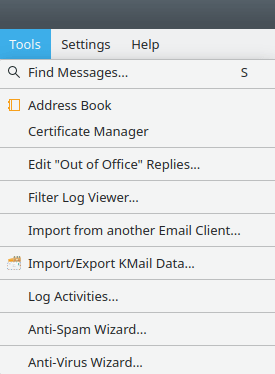 Tools Settings Help
Find Messages... S
Address Book
Certificate Manager
Edit "Out of Office" Replies...
Filter Log Viewer...
Import from another Email Client...
Import/Export KMail Data...
Log Activities...
Anti-Spam Wizard...
Anti-Virus Wizard...